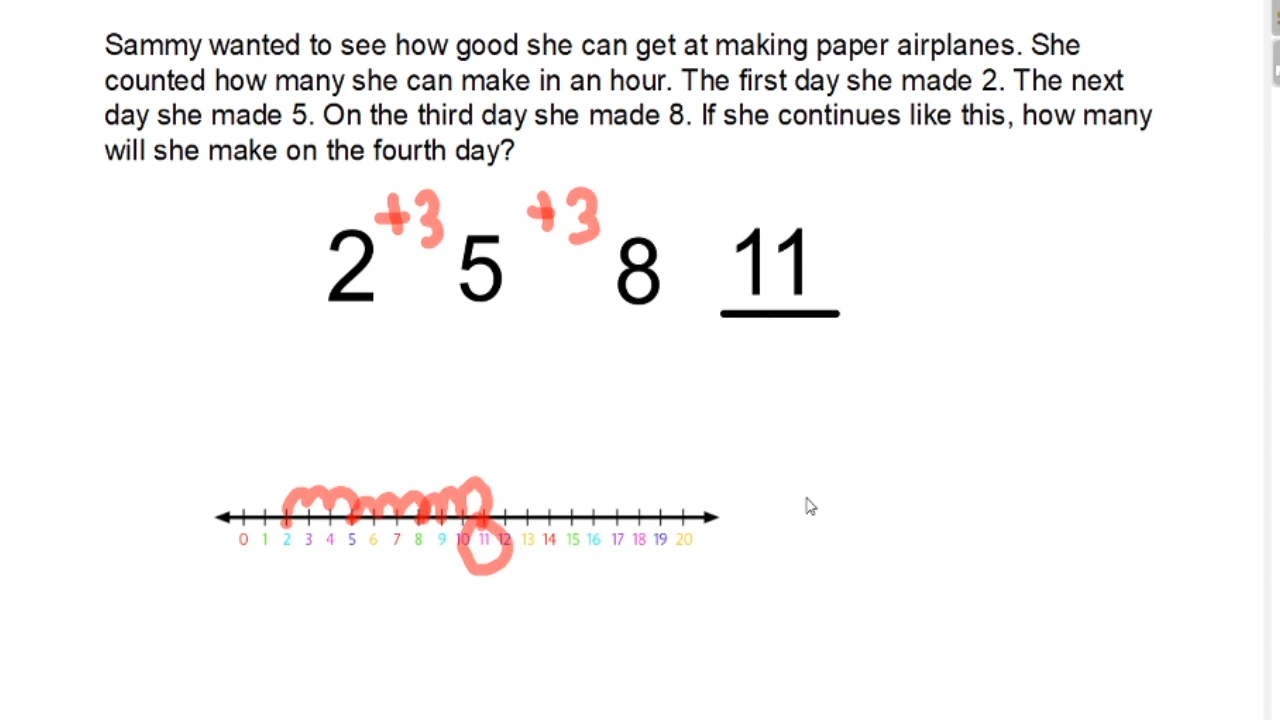 Sammy wanted to see how good she can get at making paper airplanes. She
counted how many she can make in an hour. The first day she made 2. The next
day she made 5. On the third day she made 8. If she continues like this, how many
will she make on the fourth day?
+3 +3
2 5 8 11
0 1 2 3 4 5 6 7 8 9 10 11 12 13 14 15 16 17 18 19 20